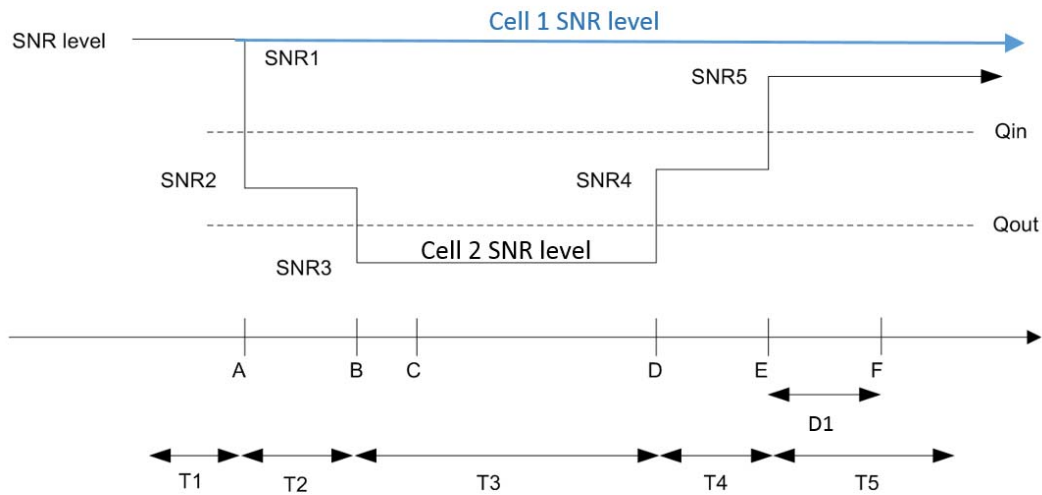 Cell 1 SNR level
SNR level
SNR1
SNR5
Qin
SNR2
SNR4
Qout
Cell 2 SNR level
SNR3
A B C D E F
D1
T1 T2 T3 T4 T5